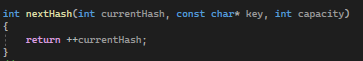 int nextHash(int currentHash, const char* key, int capacity)
{
    return ++currentHash;
}